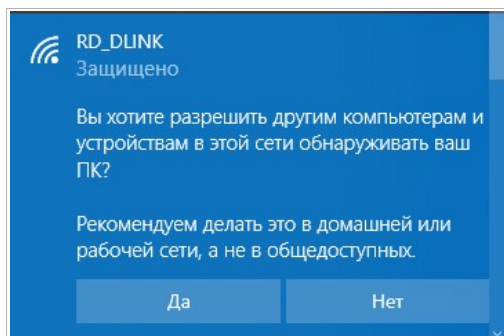 RD_DLINK
Защищено
Вы хотите разрешить другим компьютерам и
устройствам в этой сети обнаруживать ваш
ПК?
Рекомендуем делать это в домашней или
рабочей сети, а не в общедоступных.
Да Нет